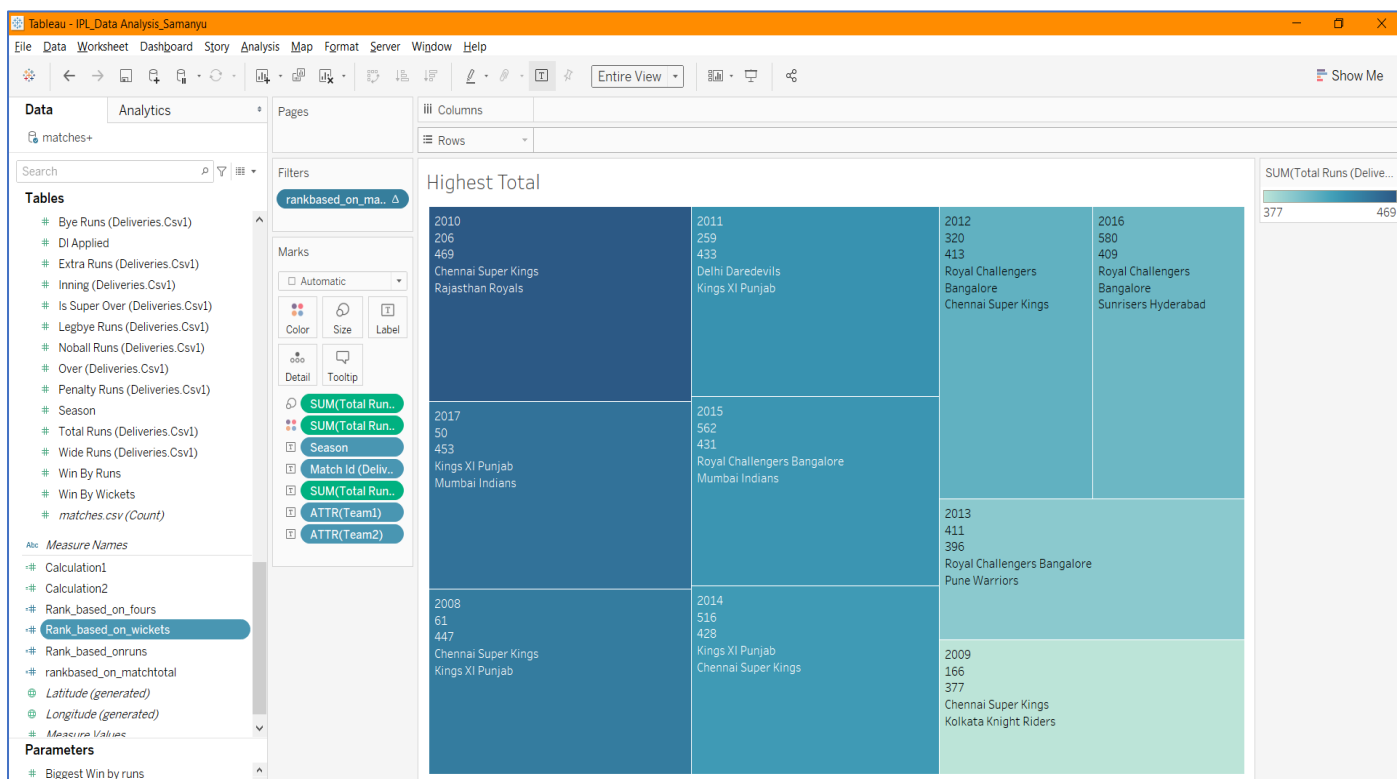 Tableau - IPL_Data Analysis_Samanyu
File Data Worksheet Dashboard Story Analysis Map Format Server Window Help
Entire View
Show Me
Data
Analytics
Pages
Columns
matches+
Rows
Search
Filters
rankbased_on_ma..
Tables
Bye Runs (Deliveries.Csv1)
Dl Applied
Extra Runs (Deliveries.Csv1)
Inning (Deliveries.Csv1)
Is Super Over (Deliveries.Csv1)
Legbye Runs (Deliveries.Csv1)
Noball Runs (Deliveries.Csv1)
Over (Deliveries.Csv1)
Penalty Runs (Deliveries.Csv1)
Season
Total Runs (Deliveries.Csv1)
Wide Runs (Deliveries.Csv1)
Win By Runs
Win By Wickets
matches.csv (Count)
Abc Measure Names
Calculation1
Calculation2
Rank_based_on_fours
Rank_based_on_wickets
Rank_based_onruns
rankbased_on_matchtotal
Latitude (generated)
Longitude (generated)
Measure Values
Parameters
Biggest Win by runs
Marks
Automatic
Color
Size
Label
Detail
Tooltip
SUM(Total Run..
SUM(Total Run..
Season
Match Id (Deliv..
SUM(Total Run..
ATTR(Team1)
ATTR(Team2)
Highest Total
2010
206
469
Chennai Super Kings
Rajasthan Royals
2017
50
453
Kings XI Punjab
Mumbai Indians
2008
61
447
Chennai Super Kings
Kings XI Punjab
2011
259
433
Delhi Daredevils
Kings XI Punjab
2015
562
431
Royal Challengers Bangalore
Mumbai Indians
2014
516
428
Kings XI Punjab
Chennai Super Kings
2012
320
413
Royal Challengers
Bangalore
Chennai Super Kings
2016
580
409
Royal Challengers
Bangalore
Sunrisers Hyderabad
2013
411
396
Royal Challengers Bangalore
Pune Warriors
2009
166
377
Chennai Super Kings
Kolkata Knight Riders
SUM(Total Runs (Delive...
377
469